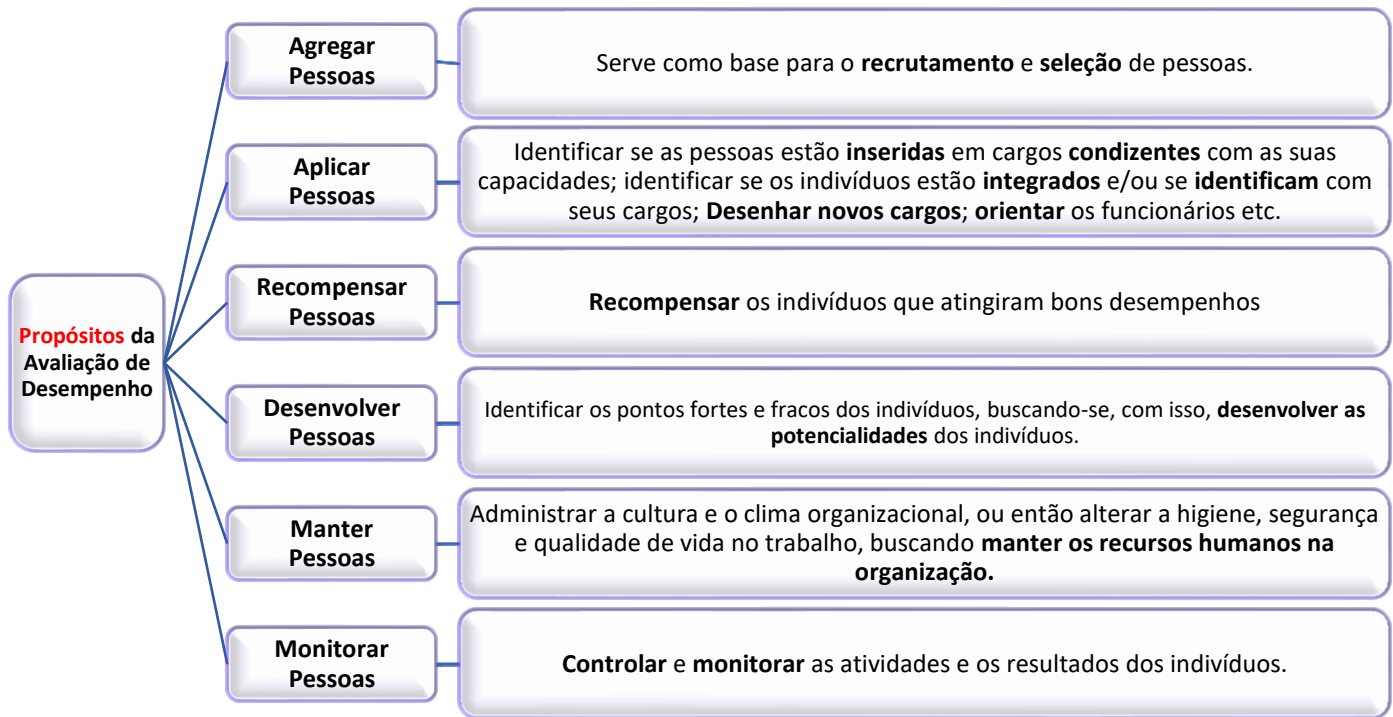 Agregar
Pessoas
Serve como base para o recrutamento e seleção de pessoas.
Aplicar
Pessoas
Identificar se as pessoas estão inseridas em cargos condizentes com as suas
capacidades; identificar se os indivíduos estão integrados e/ou se identificam com
seus cargos; Desenhar novos cargos; orientar os funcionários etc.
Recompensar
Pessoas
Recompensar os indivíduos que atingiram bons desempenhos
Propósitos da
Avaliação de
Desempenho
Desenvolver
Pessoas
Identificar os pontos fortes e fracos dos indivíduos, buscando-se, com isso, desenvolver as
potencialidades dos indivíduos.
Manter
Pessoas
Administrar a cultura e o clima organizacional, ou então alterar a higiene, segurança
e qualidade de vida no trabalho, buscando manter os recursos humanos na
organização.
Monitorar
Pessoas
Controlar e monitorar as atividades e os resultados dos indivíduos.